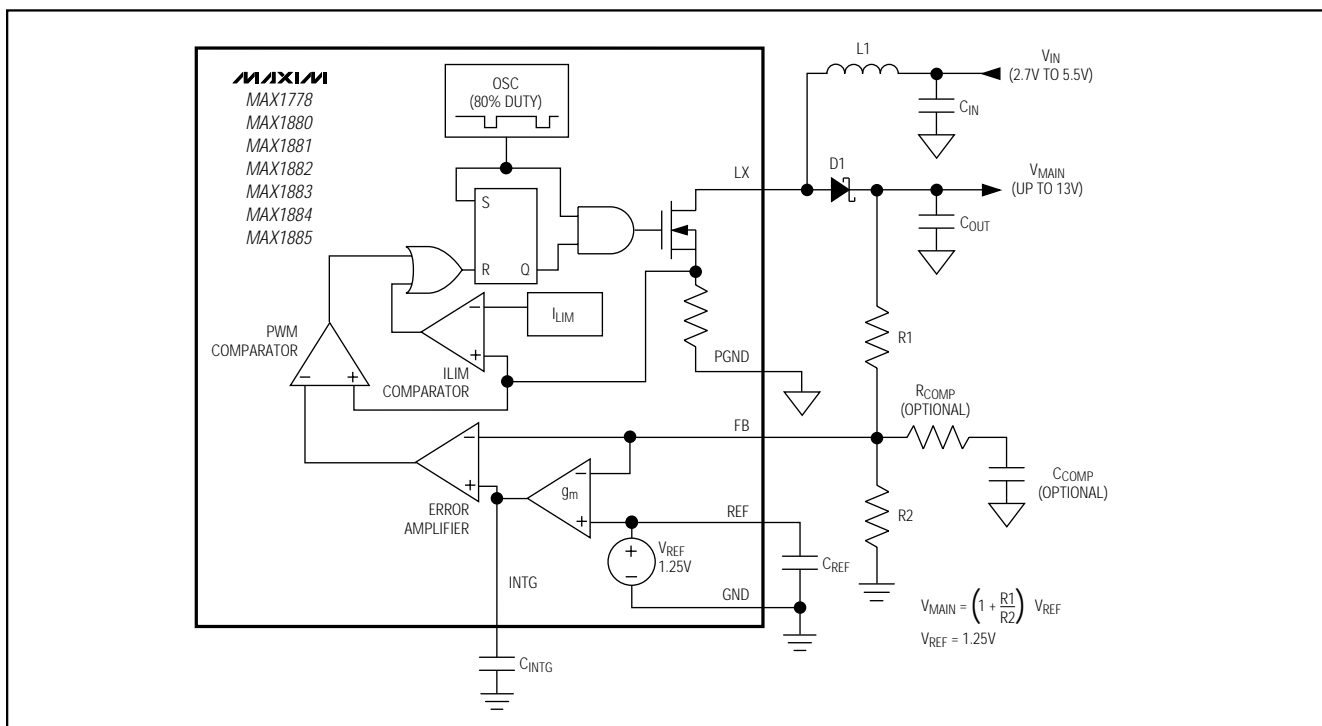 MAXIM
MAX1778
MAX1880
MAX1881
MAX1882
MAX1883
MAX1884
MAX1885
OSC
(80% DUTY)
S
R
Q
ILIM
PWM
COMPARATOR
−
+
ILIM
COMPARATOR
−
+
ERROR
AMPLIFIER
−
+
gm
−
+
VREF
1.25V
+
−
INTG
CINTG
LX
PGND
FB
REF
GND
CREF
L1
VIN
(2.7V TO 5.5V)
CIN
D1
VMAIN
(UP TO 13V)
COUT
R1
RCOMP
(OPTIONAL)
CCOMP
(OPTIONAL)
R2
VMAIN = (1 + R1/R2) VREF
VREF = 1.25V